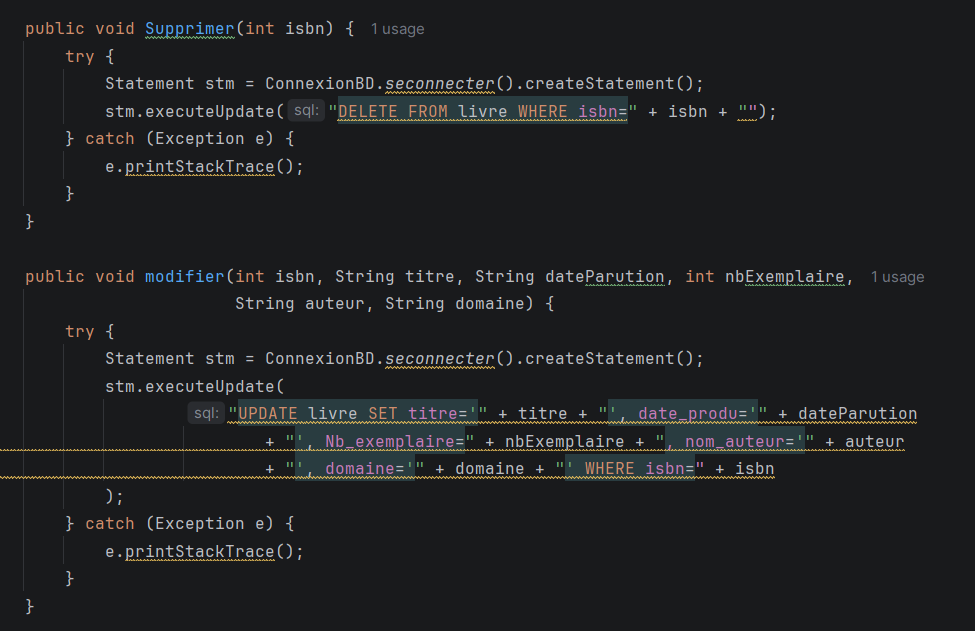 public void Supprimer(int isbn) { 1 usage
try {
Statement stm = ConnexionBD.seconnecter().createStatement();
stm.executeUpdate( sql: "DELETE FROM livre WHERE isbn=" + isbn + "");
} catch (Exception e) {
e.printStackTrace();
}
}
public void modifier(int isbn, String titre, String dateParution, int nbExemplaire, 1 usage
String auteur, String domaine) {
try {
Statement stm = ConnexionBD.seconnecter().createStatement();
stm.executeUpdate(
sql: "UPDATE livre SET titre='" + titre + "', date_produ='" + dateParution
+ "', Nb_exemplaire=" + nbExemplaire + ", nom_auteur='" + auteur
+ "', domaine='" + domaine + "' WHERE isbn=" + isbn
);
} catch (Exception e) {
e.printStackTrace();
}
}